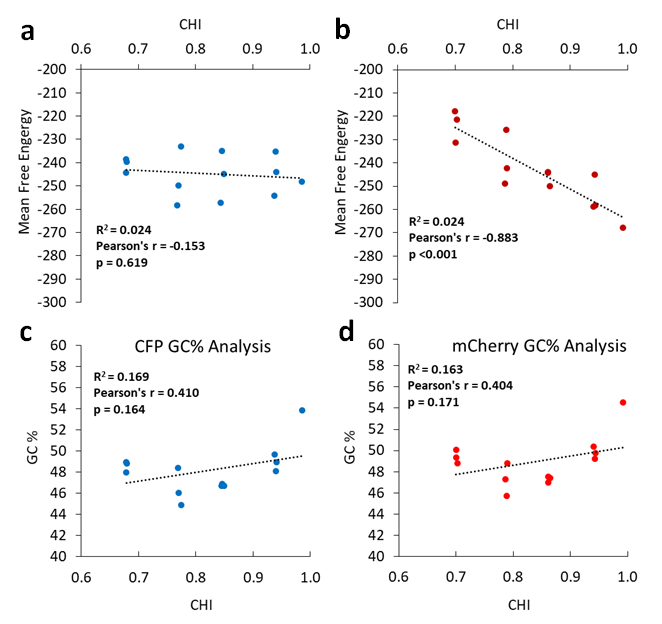 a
CHI
0.6 0.7 0.8 0.9 1.0
-200
-210
-220
-230
-240
-250
-260
-270
-280
-290
-300
Mean Free Engergy
R² = 0.024
Pearson's r = -0.153
p = 0.619
b
CHI
0.6 0.7 0.8 0.9 1.0
-200
-210
-220
-230
-240
-250
-260
-270
-280
-290
-300
Mean Free Engergy
R² = 0.024
Pearson's r = -0.883
p <0.001
c
CFP GC% Analysis
60
58
56
54
52
50
48
46
44
42
40
GC %
R² = 0.169
Pearson's r = 0.410
p = 0.164
0.6 0.7 0.8 0.9 1.0
CHI
d
mCherry GC% Analysis
60
58
56
54
52
50
48
46
44
42
40
GC %
R² = 0.163
Pearson's r = 0.404
p = 0.171
0.6 0.7 0.8 0.9 1.0
CHI